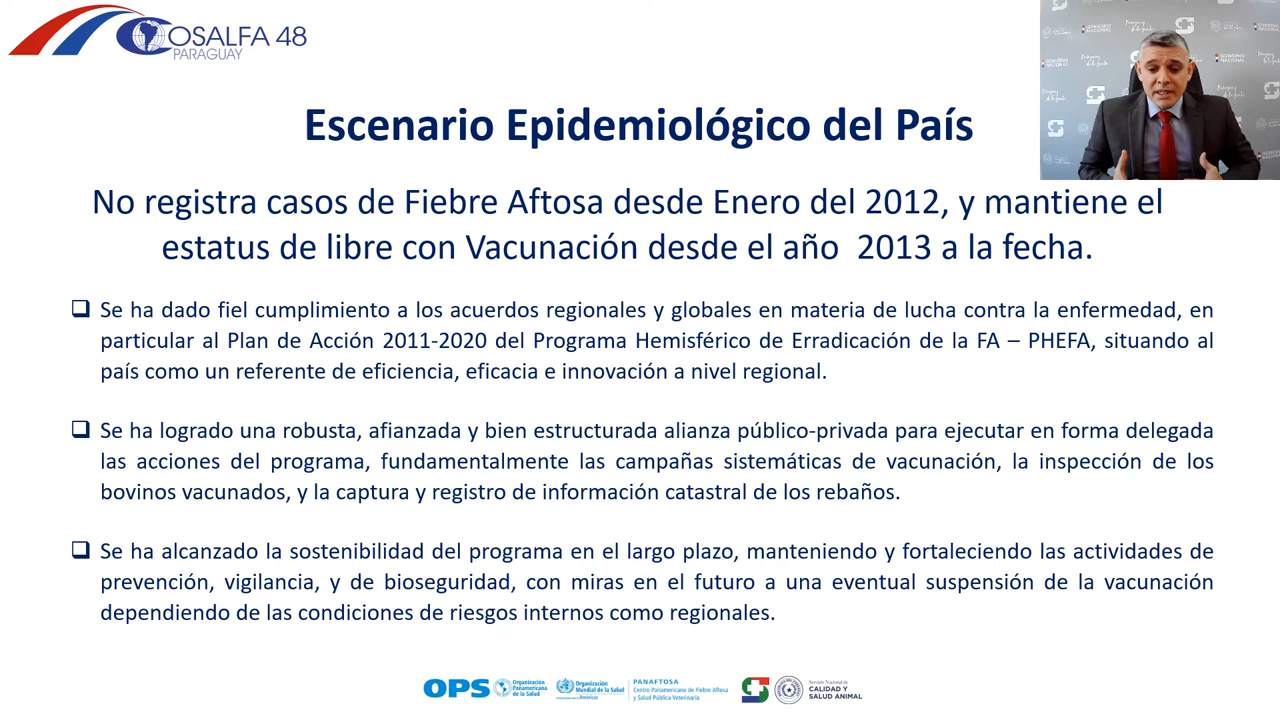 COSALFA 48
PARAGUAY
Escenario Epidemiológico del País
No registra casos de Fiebre Aftosa desde Enero del 2012, y mantiene el
estatus de libre con Vacunación desde el año 2013 a la fecha.
Se ha dado fiel cumplimiento a los acuerdos regionales y globales en materia de lucha contra la enfermedad, en
particular al Plan de Acción 2011-2020 del Programa Hemisférico de Erradicación de la FA – PHEFA, situando al
país como un referente de eficiencia, eficacia e innovación a nivel regional.
Se ha logrado una robusta, afianzada y bien estructurada alianza público-privada para ejecutar en forma delegada
las acciones del programa, fundamentalmente las campañas sistemáticas de vacunación, la inspección de los
bovinos vacunados, y la captura y registro de información catastral de los rebaños.
Se ha alcanzado la sostenibilidad del programa en el largo plazo, manteniendo y fortaleciendo las actividades de
prevención, vigilancia, y de bioseguridad, con miras en el futuro a una eventual suspensión de la vacunación
dependiendo de las condiciones de riesgos internos como regionales.
OPS
Organización
Panamericana
de la Salud
Organización
Mundial de la Salud
Américas
PANAFTOSA
Centro Panamericano de Fiebre Aftosa
y Salud Pública Veterinaria
Servicio Nacional de
CALIDAD Y
SALUD ANIMAL